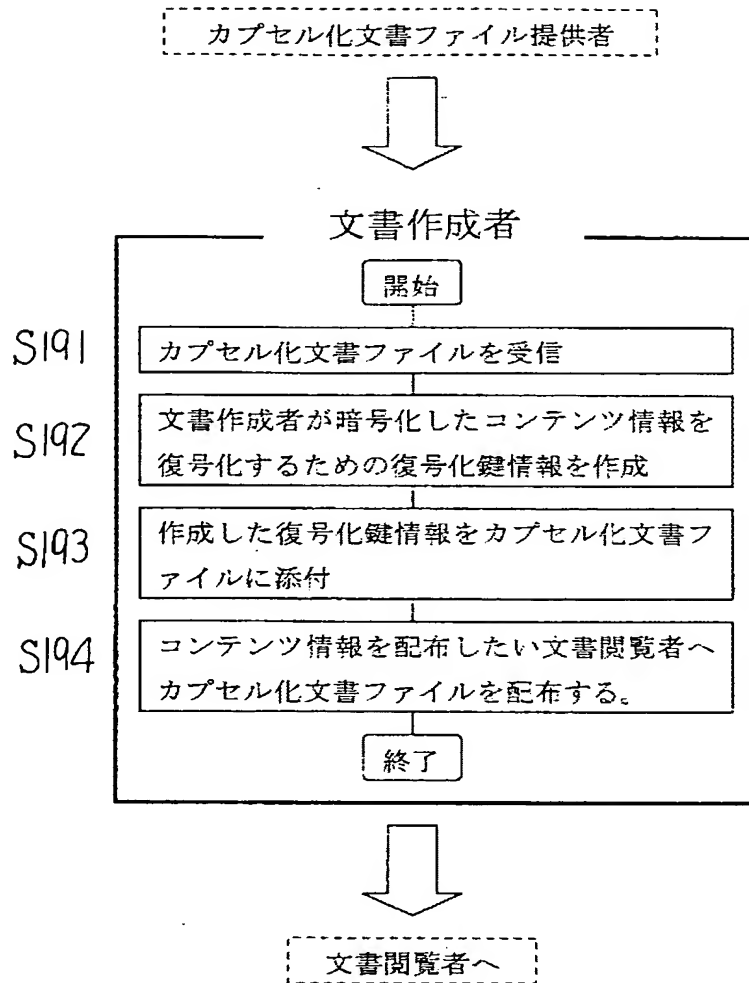 カプセル化文書ファイル提供者
文書作成者
開始
S191
カプセル化文書ファイルを受信
S192
文書作成者が暗号化したコンテンツ情報を
復号化するための復号化鍵情報を作成
S193
作成した復号化鍵情報をカプセル化文書フ
ァイルに添付
S194
コンテンツ情報を配布したい文書閲覧者へ
カプセル化文書ファイルを配布する。
終了
文書閲覧者へ